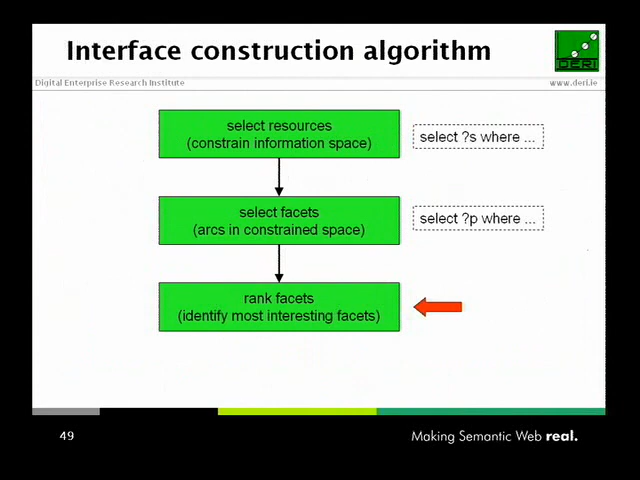 Interface construction algorithm
DERI
Digital Enterprise Research Institute
www.deri.ie
select resources
(constrain information space)
select ?s where ...
select facets
(arcs in constrained space)
select ?p where ...
rank facets
(identify most interesting facets)
49
Making Semantic Web real.